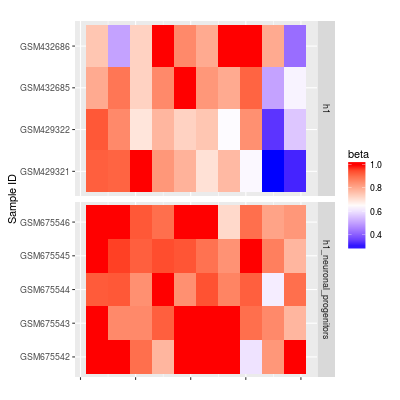 GSM432686
GSM432685
GSM429322
GSM429321
h1
GSM675546
GSM675545
GSM675544
GSM675543
GSM675542
h1_neuronal_progenitors
Sample ID
beta
1.0
0.8
0.6
0.4